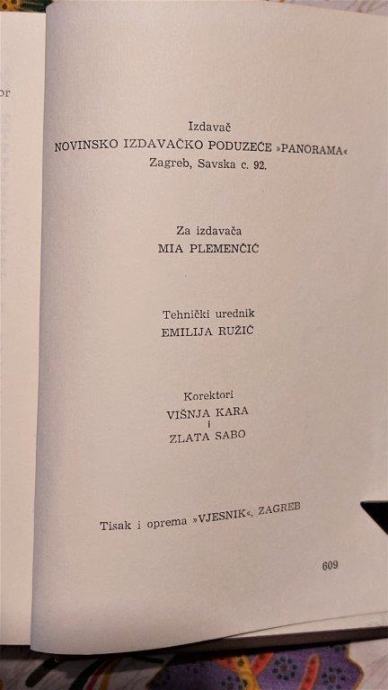 or
Izdavač
NOVINSKO IZDAVAČKO PODUZEĆE »PANORAMA«
Zagreb, Savska c. 92.
Za izdavača
MIA PLEMENČIĆ
Tehnički urednik
EMILIJA RUŽIĆ
Korektori
VIŠNJA KARA
i
ZLATA SABO
Tisak i oprema »VJESNIK«, ZAGREB
609